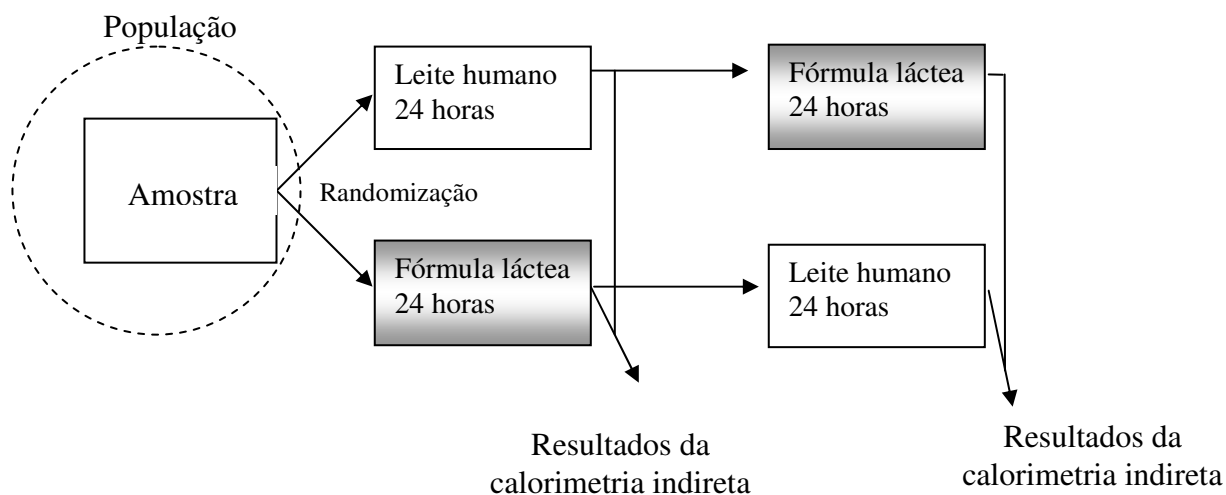 População
Amostra
Randomização
Leite humano
24 horas
Fórmula láctea
24 horas
Fórmula láctea
24 horas
Leite humano
24 horas
Resultados da
calorimetria indireta
Resultados da
calorimetria indireta